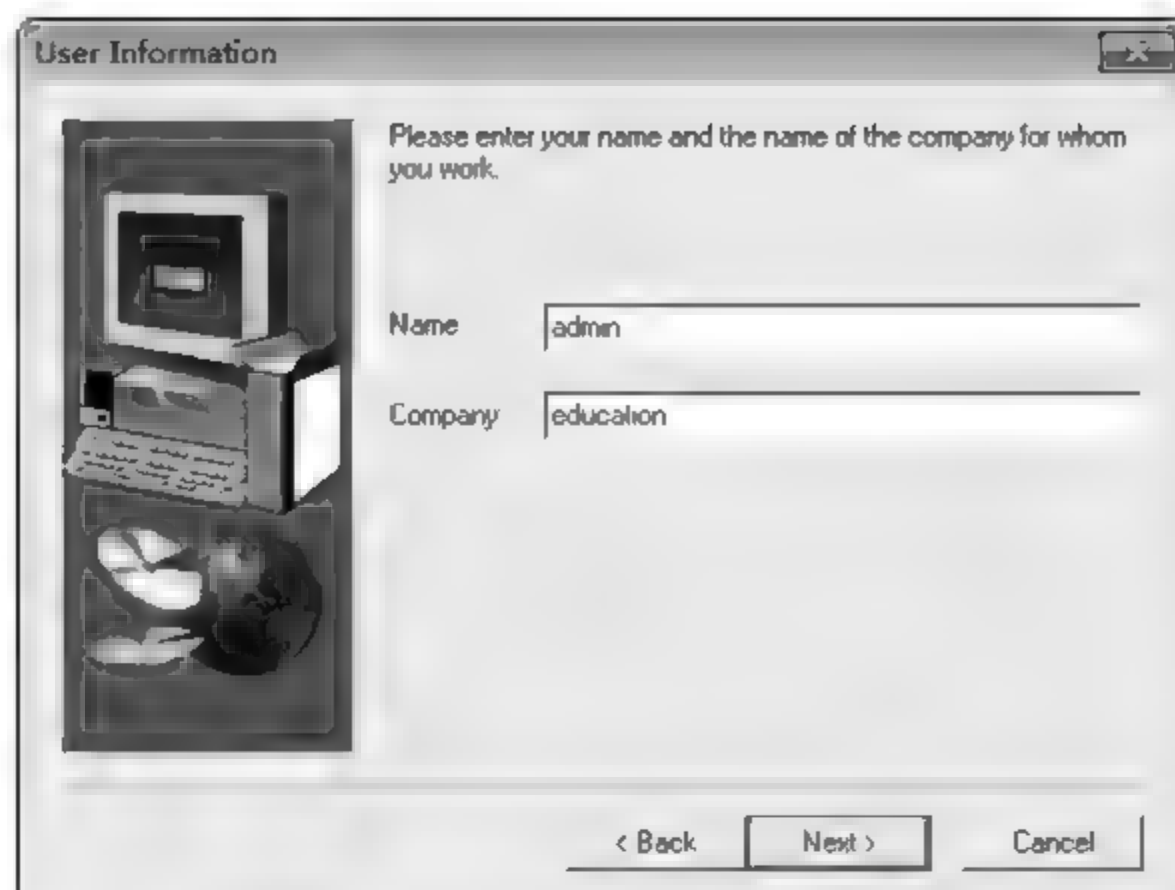 User Information
Please enter your name and the name of the company for whom
you work.
Name admin
Company education
< Back Next > Cancel